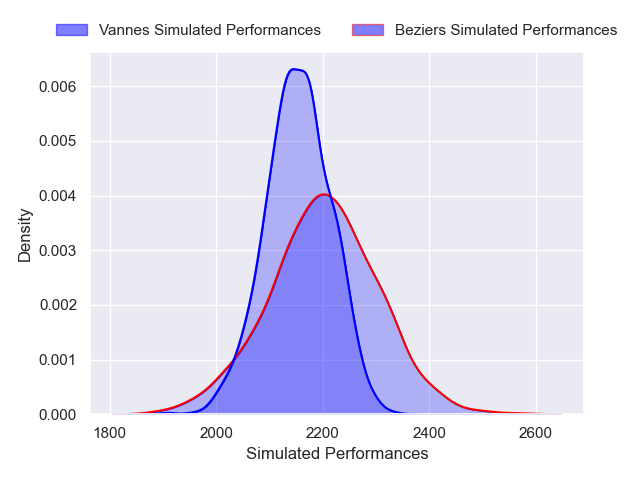 Vannes Simulated Performances
Beziers Simulated Performances
0.006
0.005
0.004
0.003
0.002
0.001
0.000
Density
1800 2000 2200 2400 2600
Simulated Performances